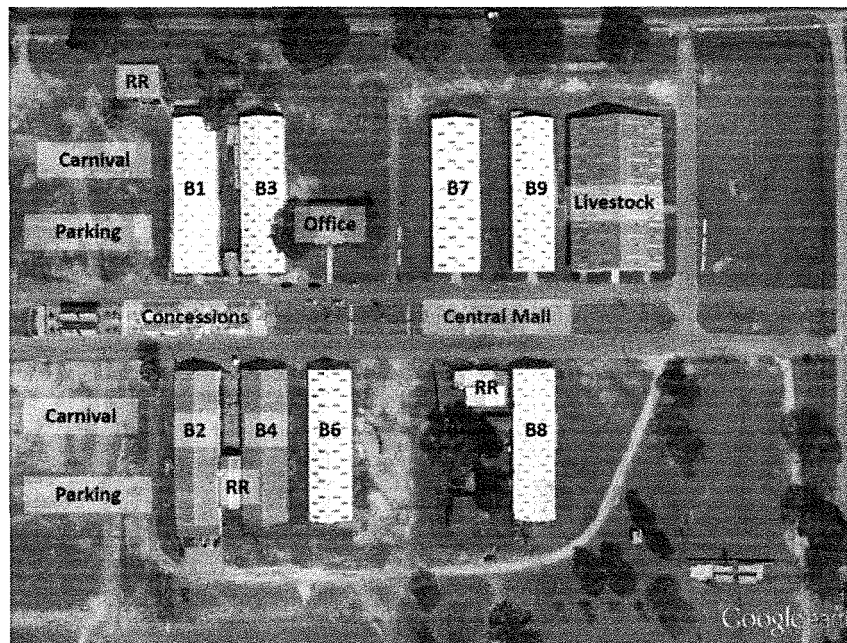 RR
Carnival
B1
B3
B7
B9
Livestock
Parking
Office
Concessions
Central Mall
RR
Carnival
B2
B4
B6
B8
Parking
RR
Google earth